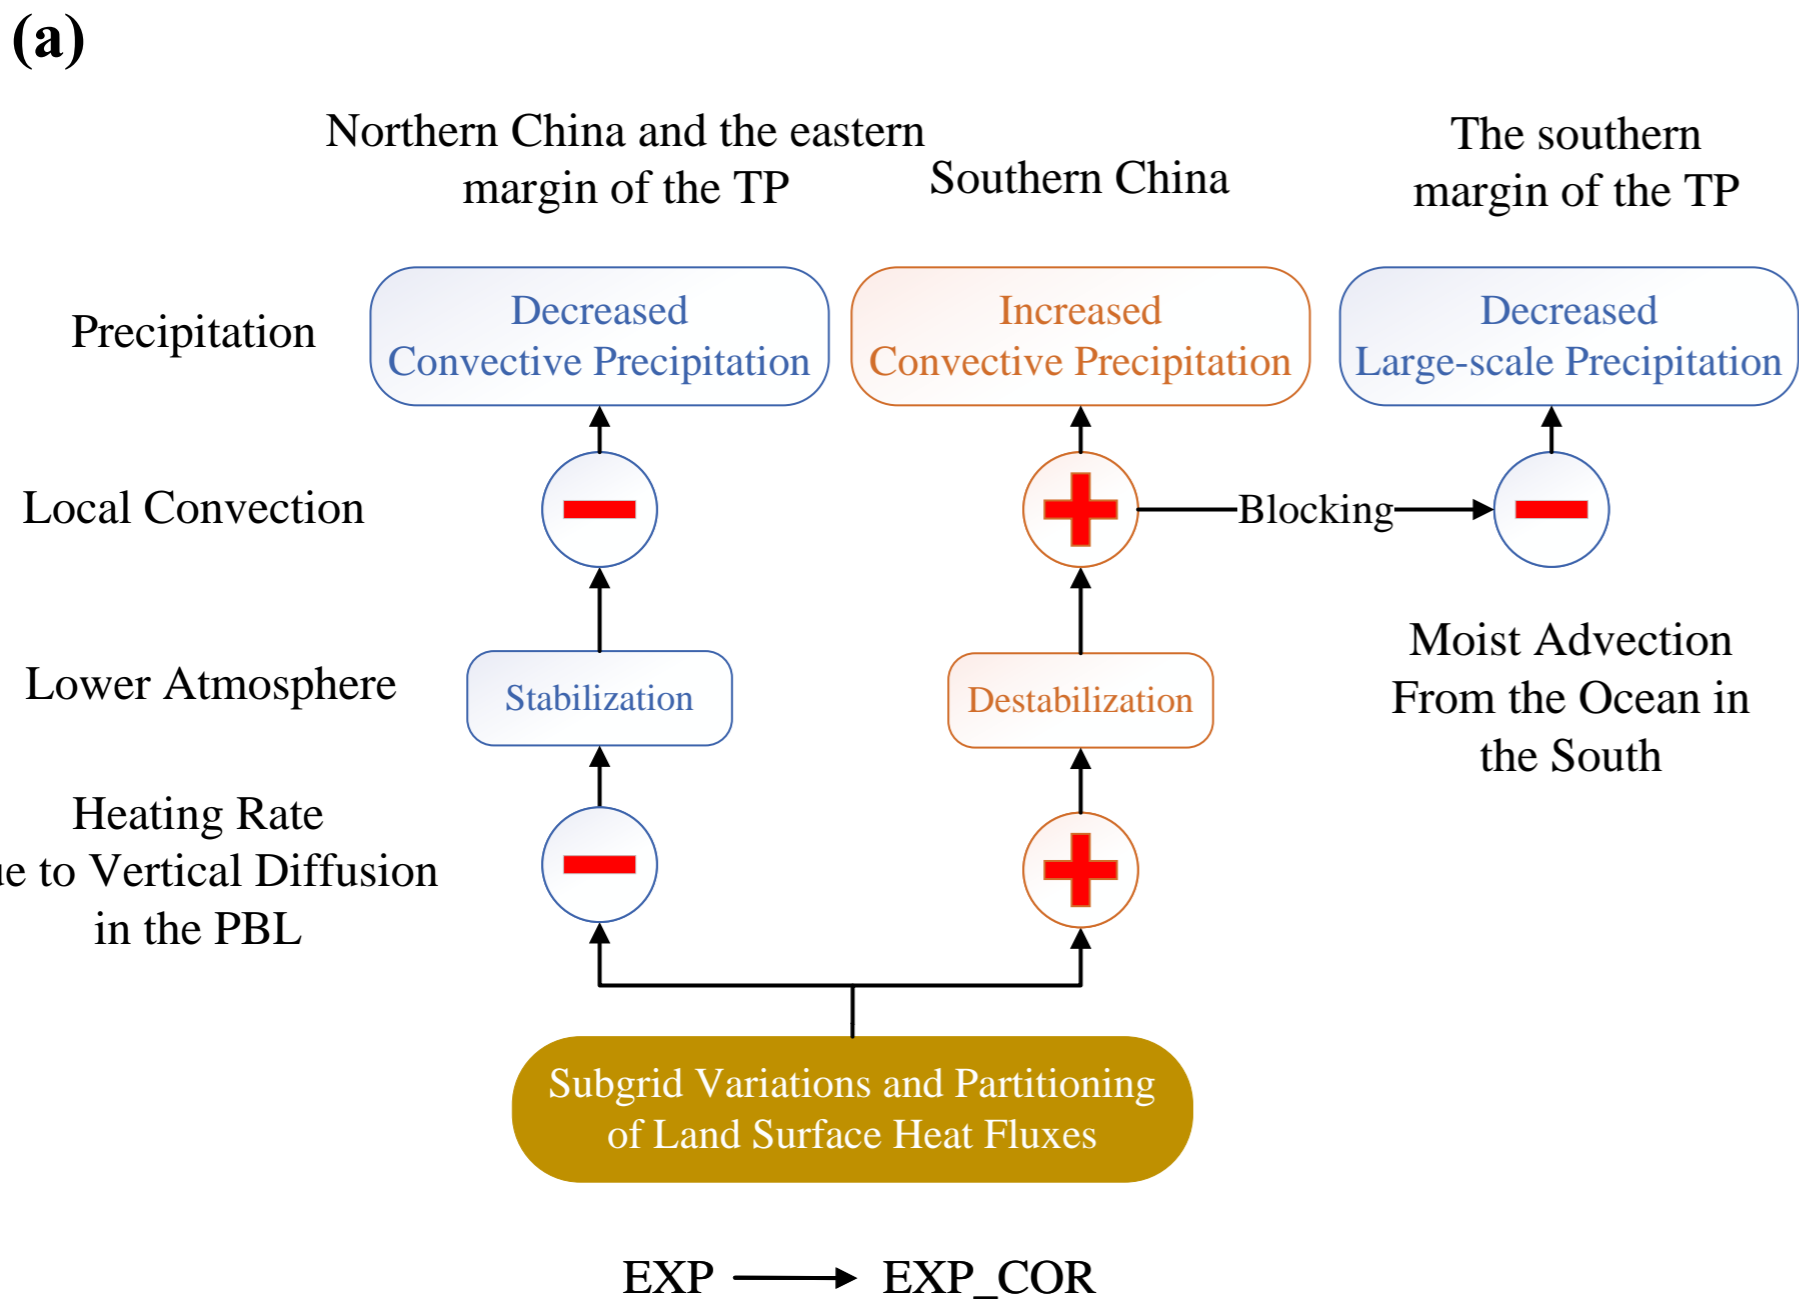 (a)
Northern China and the eastern
margin of the TP
Southern China
The southern
margin of the TP
Precipitation
Decreased
Convective Precipitation
Increased
Convective Precipitation
Decreased
Large-scale Precipitation
Local Convection
Blocking
Lower Atmosphere
Stabilization
Destabilization
Moist Advection
From the Ocean in
the South
Heating Rate
to Vertical Diffusion
in the PBL
Subgrid Variations and Partitioning
of Land Surface Heat Fluxes
EXP
EXP_COR